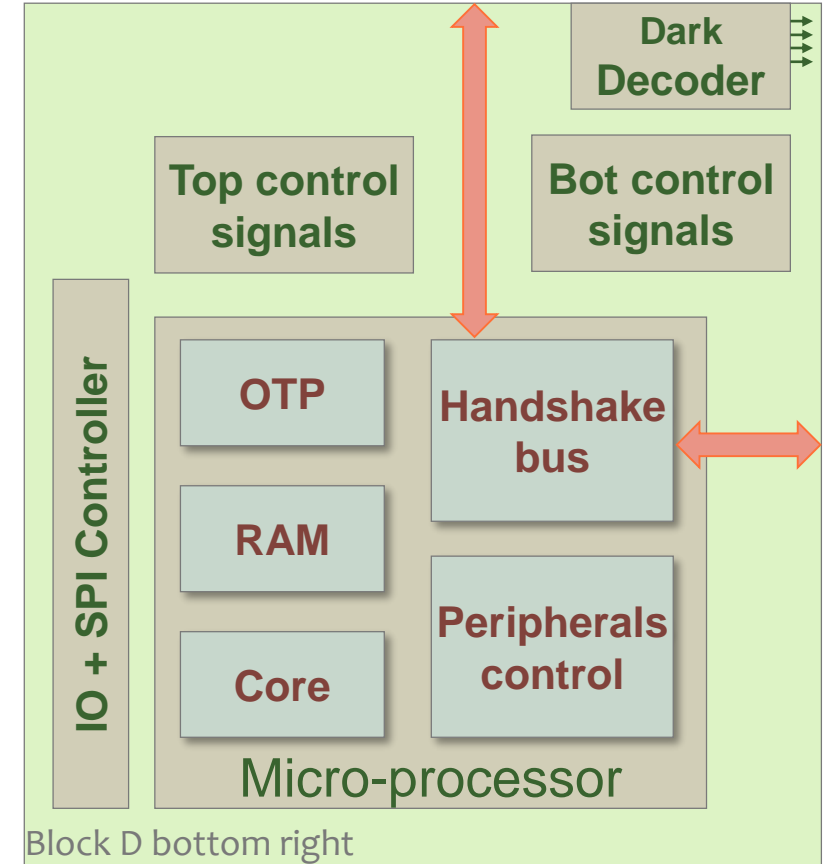 Dark
Decoder
Top control
signals
Bot control
signals
IO + SPI Controller
OTP
Handshake
bus
RAM
Peripherals
control
Core
Micro-processor
Block D bottom right